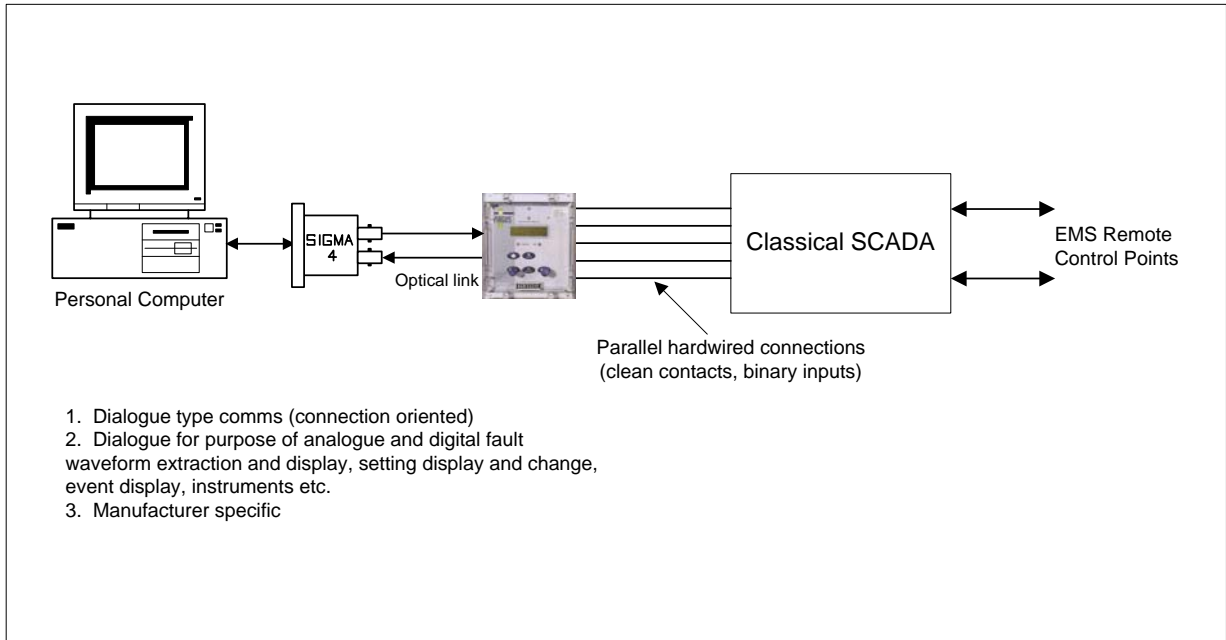 SIGMA
4
Personal Computer
Optical link
Classical SCADA
EMS Remote
Control Points
Parallel hardwired connections
(clean contacts, binary inputs)
1. Dialogue type comms (connection oriented)
2. Dialogue for purpose of analogue and digital fault
waveform extraction and display, setting display and change,
event display, instruments etc.
3. Manufacturer specific